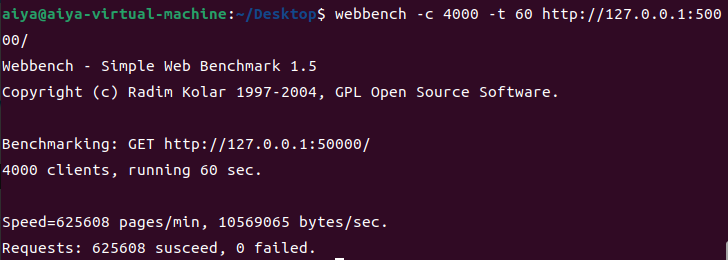 aiya@aiya-virtual-machine:~/Desktop$ webbench -c 4000 -t 60 http://127.0.0.1:500
00/
Webbench - Simple Web Benchmark 1.5
Copyright (c) Radim Kolar 1997-2004, GPL Open Source Software.

Benchmarking: GET http://127.0.0.1:50000/
4000 clients, running 60 sec.

Speed=625608 pages/min, 10569065 bytes/sec.
Requests: 625608 susceed, 0 failed.